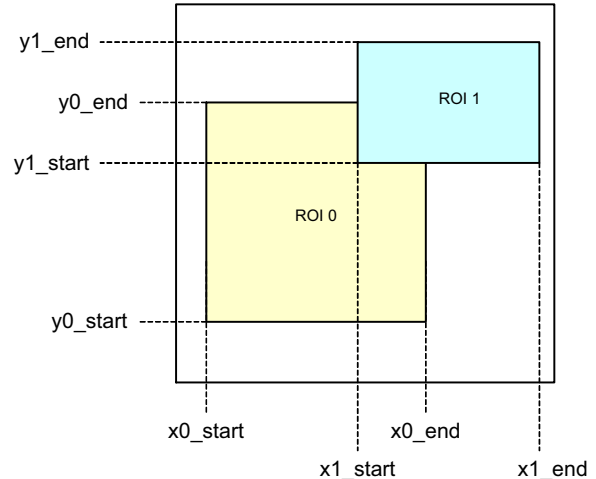 y1_end
y0_end
ROI 1
y1_start
ROI 0
y0_start
x0_start
x0_end
x1_start
x1_end